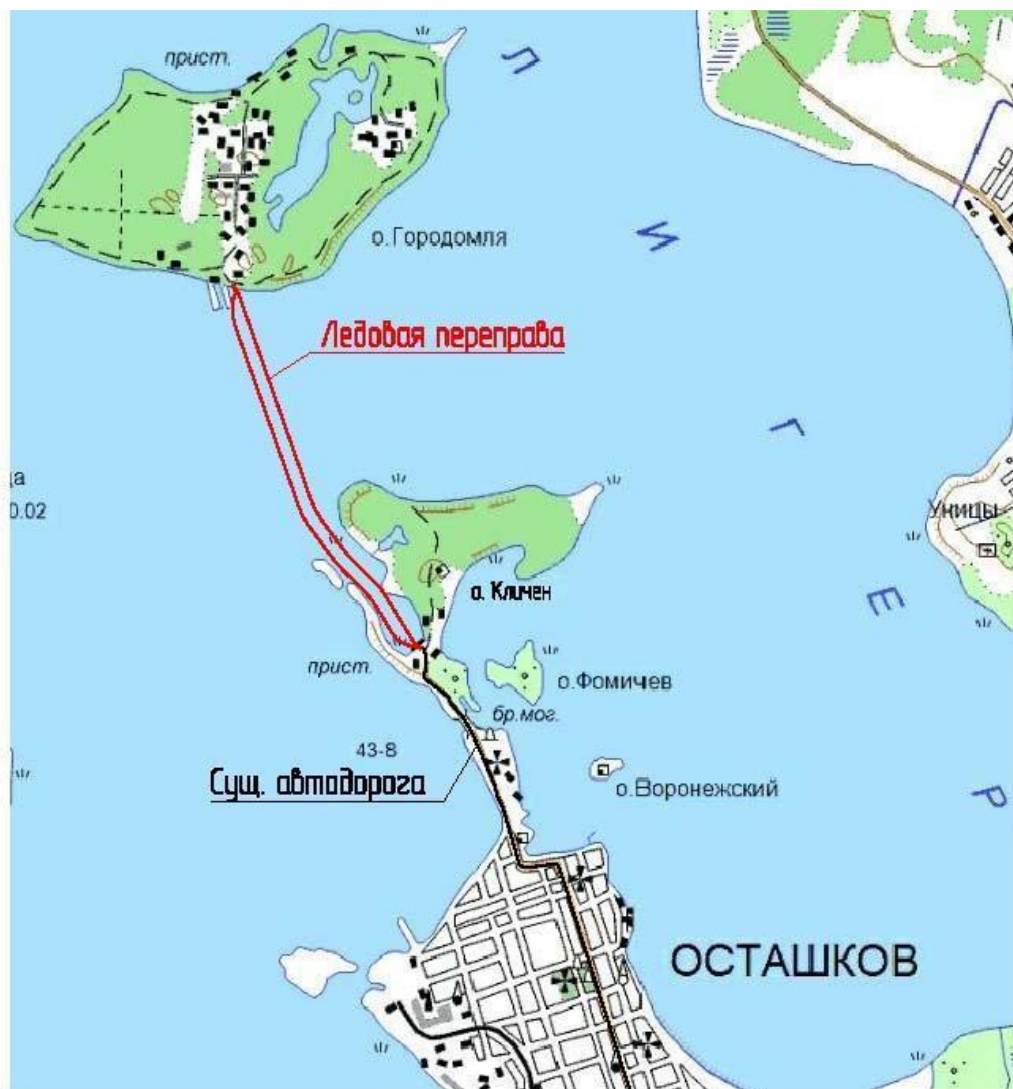 прист.
Л
И
о.Городомля
Ледовая переправа
Г
0.02
Уницы
Е
о. Кличен
прист.
о.Фомичев
бр.мог.
43-8
Сущ. автодорога
о.Воронежский
Р
ОСТАШКОВ